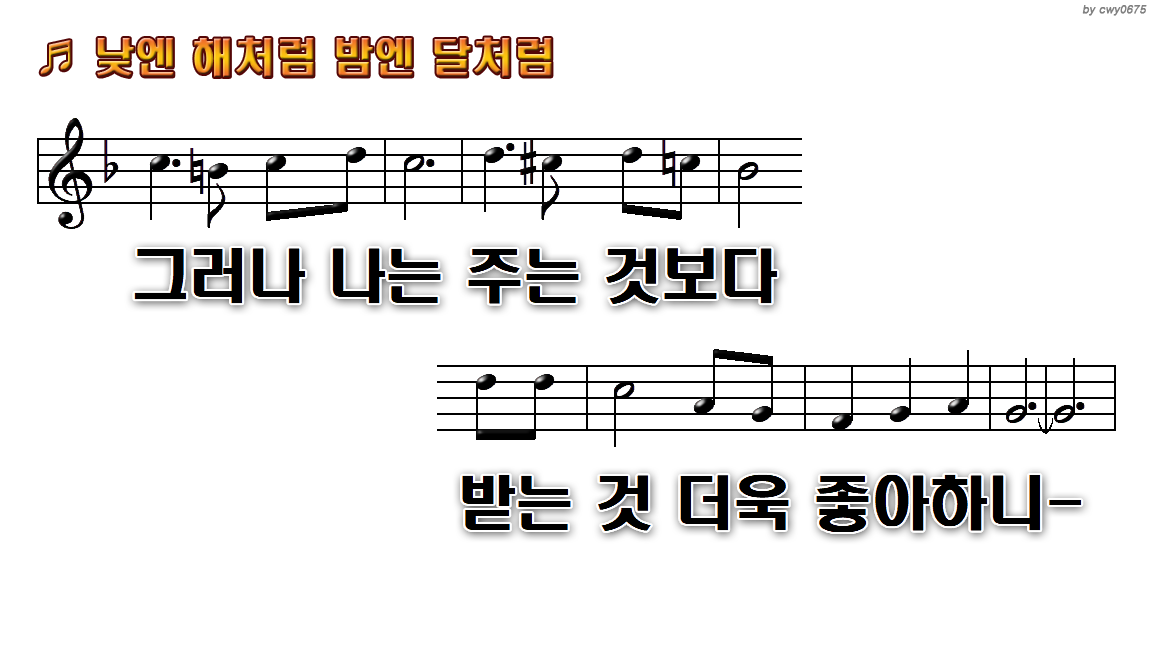 by cwy0675
♬ 낮엔 해처럼 밤엔 달처럼
그러나 나는 주는 것보다
받는 것 더욱 좋아하니-